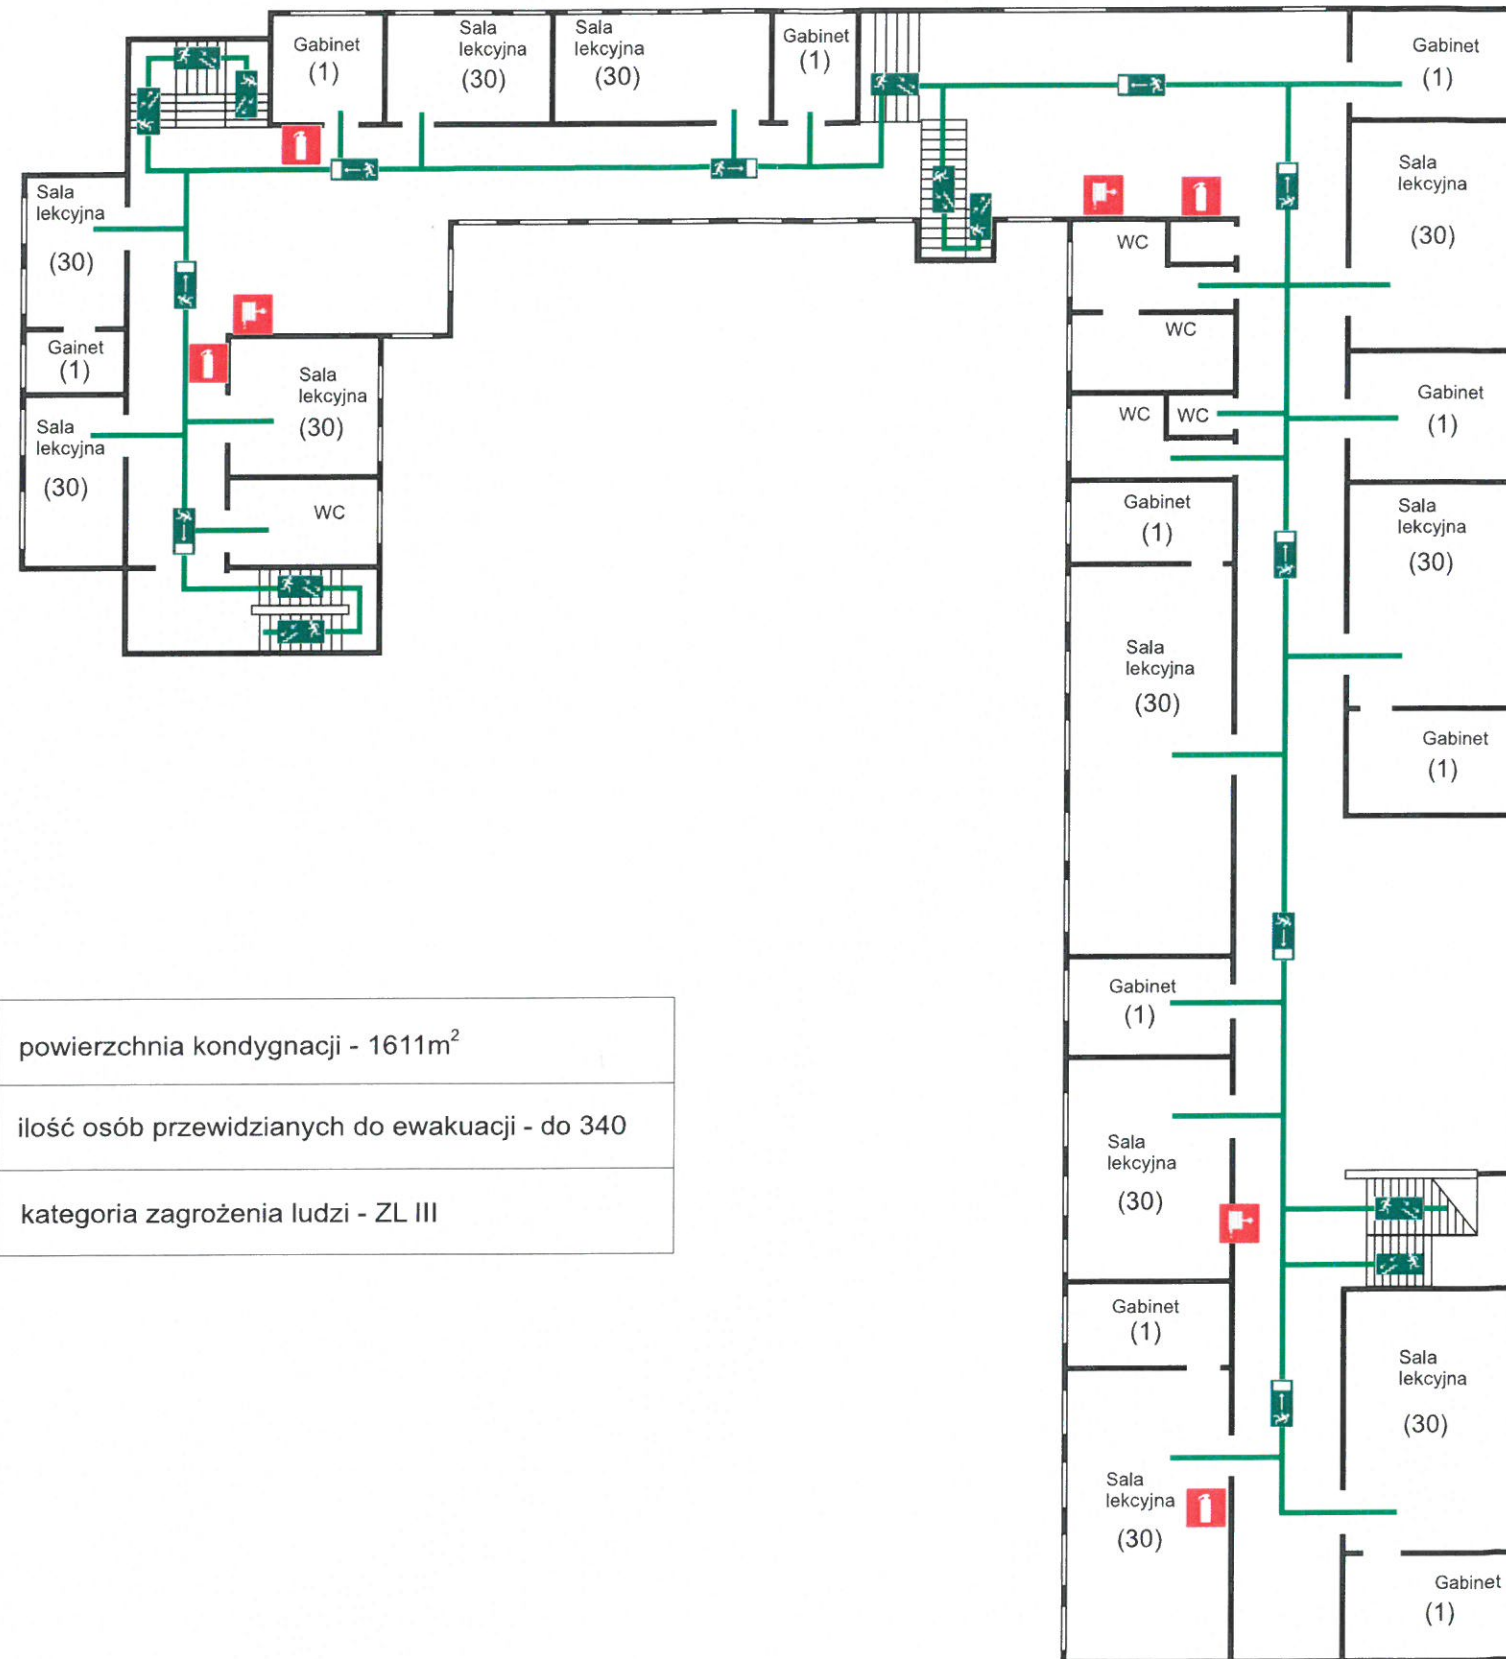 Gabinet
(1)
Sala
lekcyjna
(30)
Sala
lekcyjna
(30)
Gabinet
(1)
Gabinet
(1)
Sala
lekcyjna
(30)
Gainet
(1)
Sala
lekcyjna
(30)
Sala
lekcyjna
(30)
WC
Sala
lekcyjna
(30)
WC
WC
WC
WC
Gabinet
(1)
Gabinet
(1)
Sala
lekcyjna
(30)
Sala
lekcyjna
(30)
Gabinet
(1)
Gabinet
(1)
Sala
lekcyjna
(30)
Gabinet
(1)
Sala
lekcyjna
(30)
Sala
lekcyjna
(30)
Gabinet
(1)
powierzchnia kondygnacji - 1611m²
ilość osób przewidzianych do ewakuacji - do 340
kategoria zagrożenia ludzi - ZL III